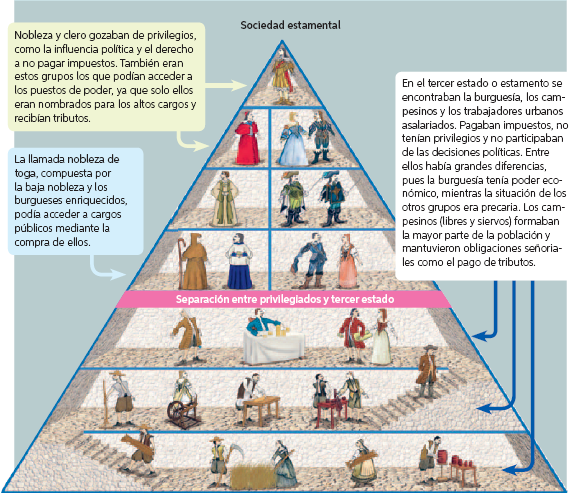 Sociedad estamental
Nobleza y clero gozaban de privilegios,
como la influencia política y el derecho
a no pagar impuestos. También eran
estos grupos los que podían acceder a
los puestos de poder, ya que solo ellos
eran nombrados para los altos cargos y
recibían tributos.
La llamada nobleza de
toga, compuesta por
la baja nobleza y los
burgueses enriquecidos,
podía acceder a cargos
públicos mediante la
compra de ellos.
En el tercer estado o estamento se
encontraban la burguesía, los cam-
pesinos y los trabajadores urbanos
asalariados. Pagaban impuestos, no
tenían privilegios y no participaban
de las decisiones políticas. Entre
ellos había grandes diferencias,
pues la burguesía tenía poder eco-
nómico, mientras la situación de los
otros grupos era precaria. Los cam-
pesinos (libres y siervos) formaban
la mayor parte de la población y
mantuvieron obligaciones señoria-
les como el pago de tributos.
Separación entre privilegiados y tercer estado